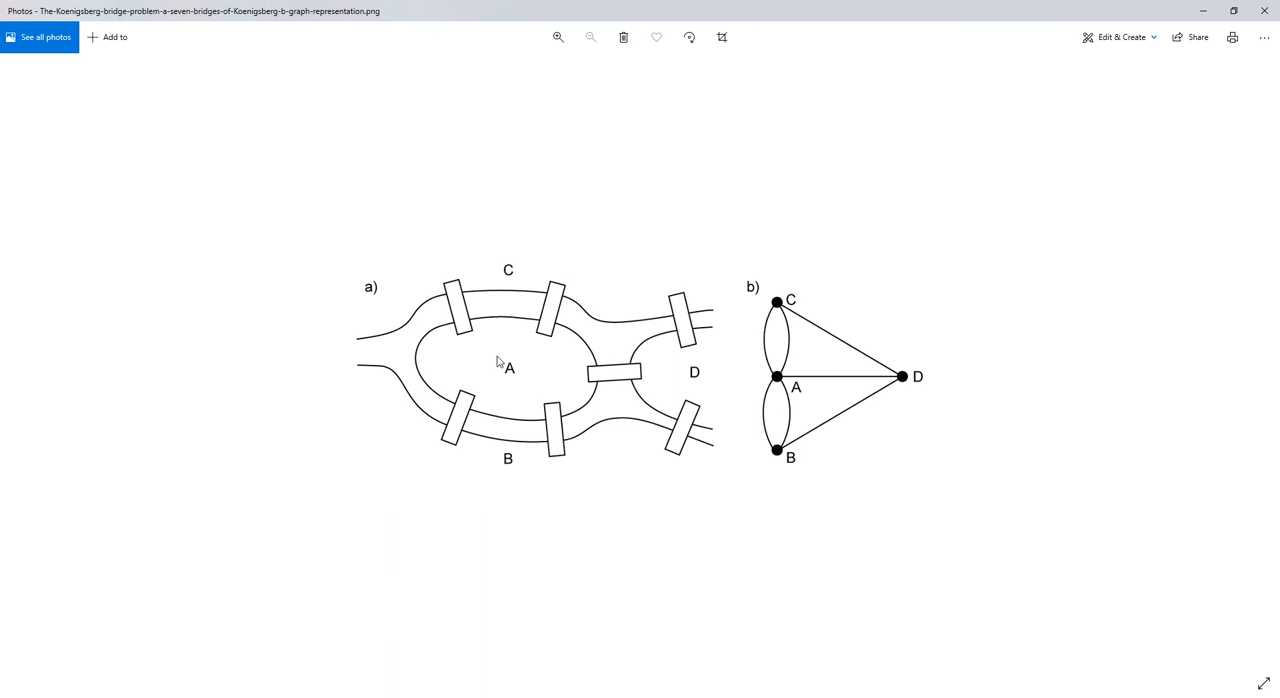 Photos - The-Koenigsberg-bridge-problem-a-seven-bridges-of-Koenigsberg-b-graph-representation.png
See all photos
Add to
Edit & Create
Share
a)
C
A
D
B
b)
C
A
D
B